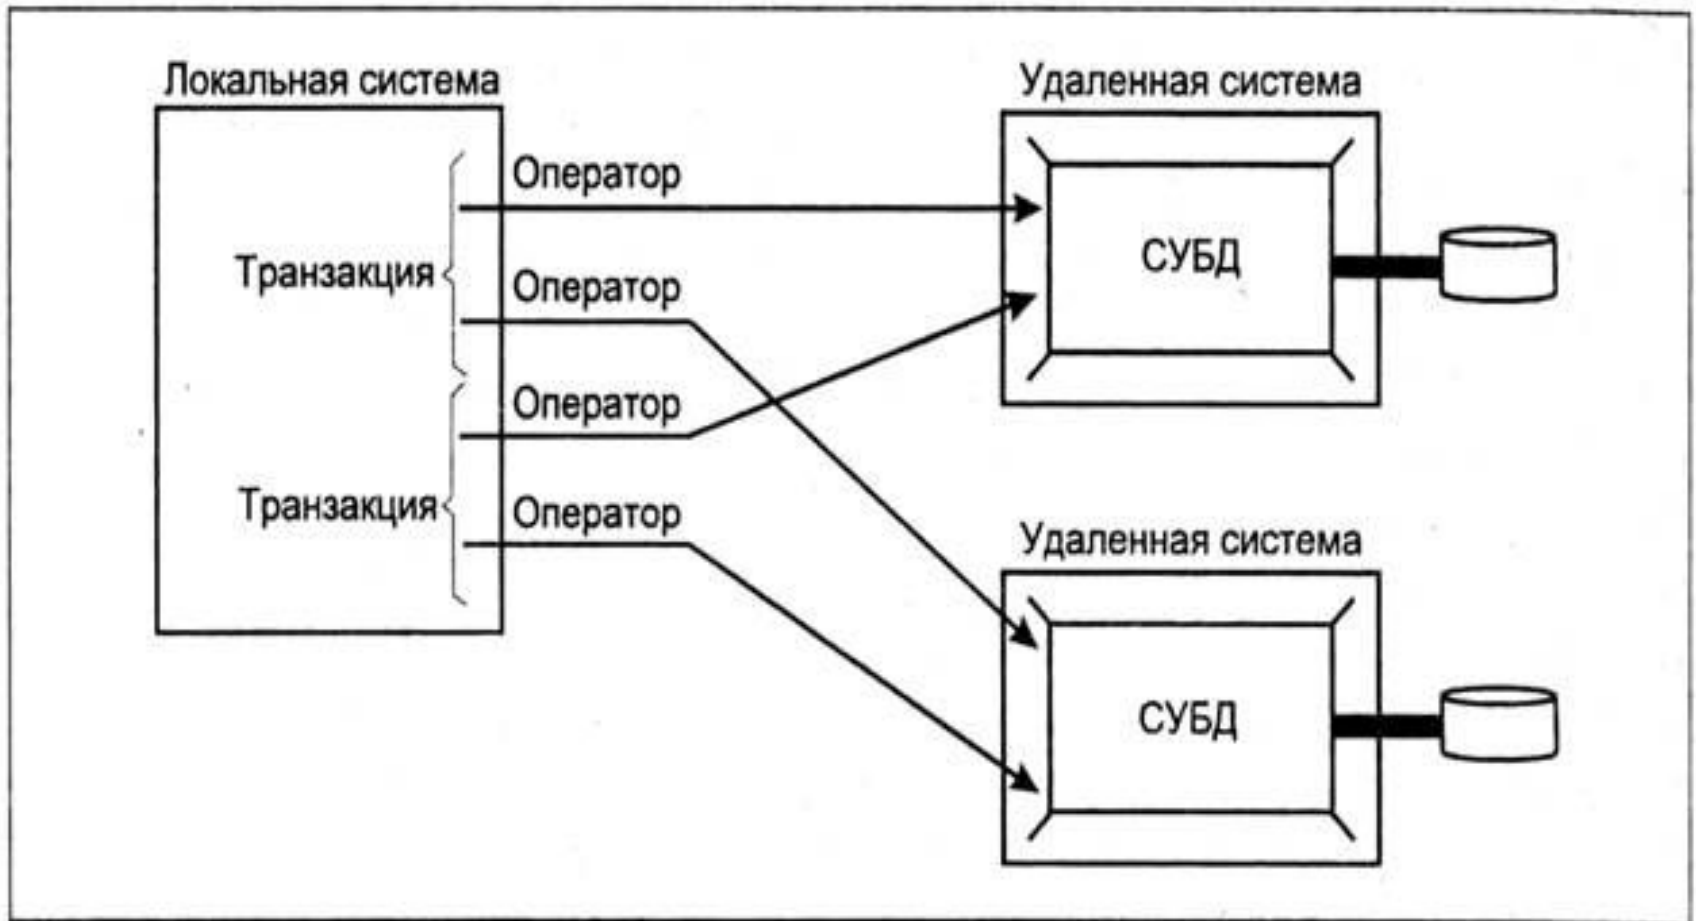 Локальная система
Удаленная система
Оператор
СУБД
Транзакция
Оператор
Оператор
Транзакция
Оператор
Удаленная система
СУБД